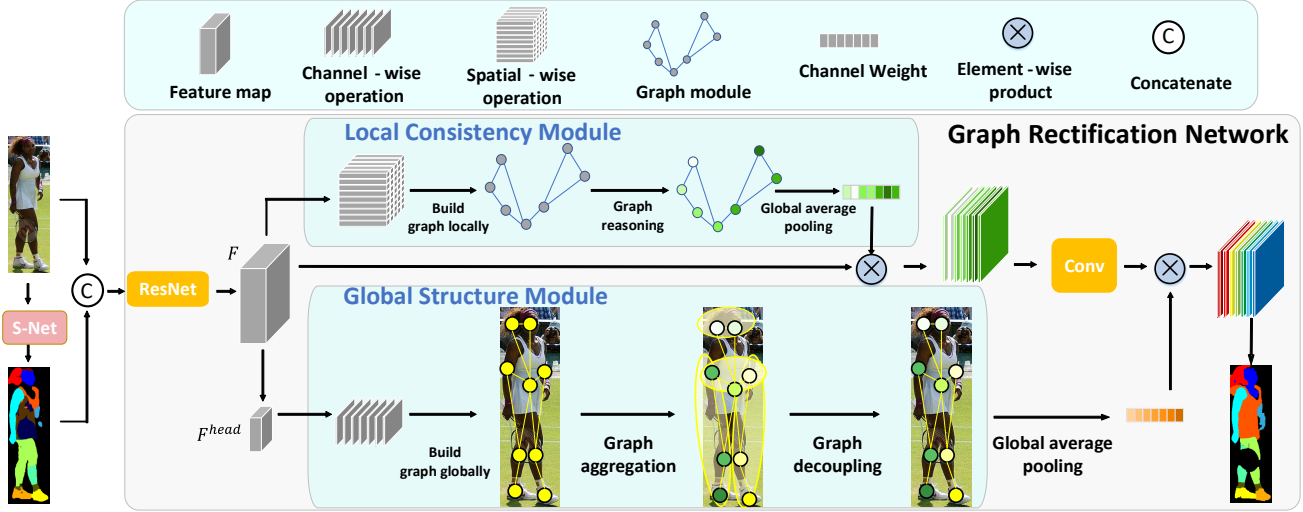 Feature map
Channel - wise
operation
Spatial - wise
operation
Graph module
Channel Weight
Element - wise
product
C
Concatenate
Graph Rectification Network
Local Consistency Module
Build
graph locally
Graph
reasoning
Global average
pooling
F
S-Net
C
ResNet
Conv
Global Structure Module
F^head
Build
graph globally
Graph
aggregation
Graph
decoupling
Global average
pooling